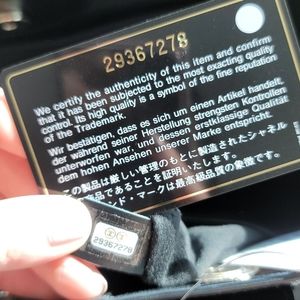 29367278
We certify the authenticity of this item and confirm
that it has been subjected to the most exacting quality
control. Its high quality is a symbol of the fine reputation
of the Trademark.
Wir bestätigen, dass es sich um einen Artikel handelt,
der während seiner Herstellung strengsten Kontrollen
unterworfen war, und dessen erstklassige Qualität
dem hohen Ansehen unserer Marke entspricht.
この製品は厳しい管理のもとに製造されたシャネル
商品であることを証明いたします。
ンド・マークは最高級品質の象徴です。
29367278